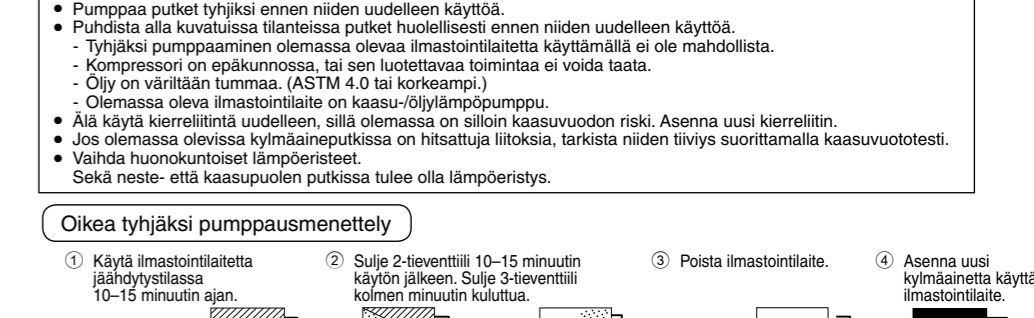 • Pumppaa putket tyhjiksi ennen niiden uudelleen käyttöä.
• Puhdista alla kuvatuissa tilanteissa putket huolellisesti ennen niiden uudelleen käyttöä.
- Tyhjäksi pumppaaminen olemassa olevaa ilmastointilaitetta käyttämällä ei ole mahdollista.
- Kompressori on epäkunnossa, tai sen luotettavaa toimintaa ei voida taata.
- Öljy on väriltään tummaa. (ASTM 4.0 tai korkeampi.)
- Olemassa oleva ilmastointilaite on kaasu-/öljylämpöpumppu.
• Älä käytä kierreliitintä uudelleen, sillä olemassa on silloin kaasuvuodon riski. Asenna uusi kierreliitin.
• Jos olemassa olevissa kylmäaineputkissa on hitsattuja liitoksia, tarkista niiden tiiviys suorittamalla kaasuvuototesti.
• Vaihda huonokuntoiset lämpöeristeet.
Sekä neste- että kaasupuolen putkissa tulee olla lämpöeristys.
Oikea tyhjäksi pumppausmenettely
① Käytä ilmastointilaitetta
jäähdytystilassa
10–15 minuutin ajan.
② Sulje 2-tieventtiili 10–15 minuutin
käytön jälkeen. Sulje 3-tieventtiili
kolmen minuutin kuluttua.
③ Poista ilmastointilaite.
④ Asenna uusi
kylmäainetta käyttä
ilmastointilaite.